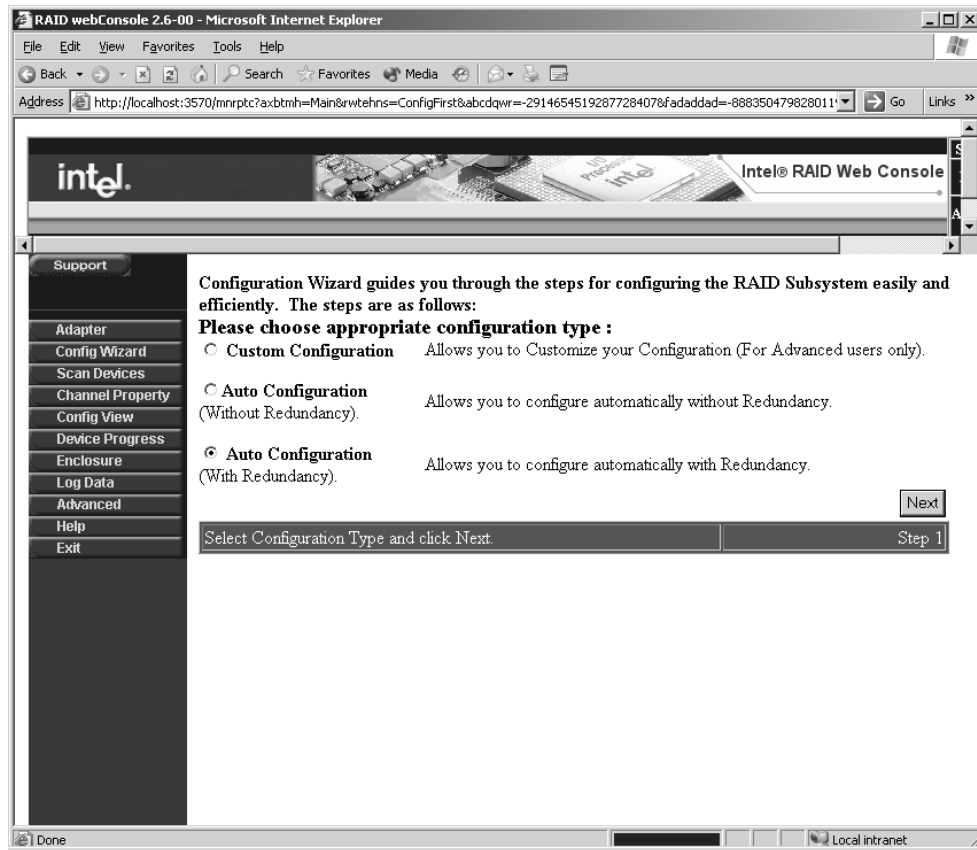 RAID webConsole 2.6-00 - Microsoft Internet Explorer
File Edit View Favorites Tools Help
Back Search Favorites Media
Address http://localhost:3570/mnrptc?axbtmh=Main&rwtehns=ConfigFirst&abcdqwr=-2914654519287728407&fadaddad=-888350479828011 Go Links »
intel.
I/O Processor intel
Intel® RAID Web Console
S
A
Support
Configuration Wizard guides you through the steps for configuring the RAID Subsystem easily and
efficiently. The steps are as follows:
Please choose appropriate configuration type :
Custom Configuration Allows you to Customize your Configuration (For Advanced users only).
Auto Configuration
(Without Redundancy). Allows you to configure automatically without Redundancy.
Auto Configuration
(With Redundancy). Allows you to configure automatically with Redundancy.
Next
Select Configuration Type and click Next. Step 1
Adapter
Config Wizard
Scan Devices
Channel Property
Config View
Device Progress
Enclosure
Log Data
Advanced
Help
Exit
Done Local intranet